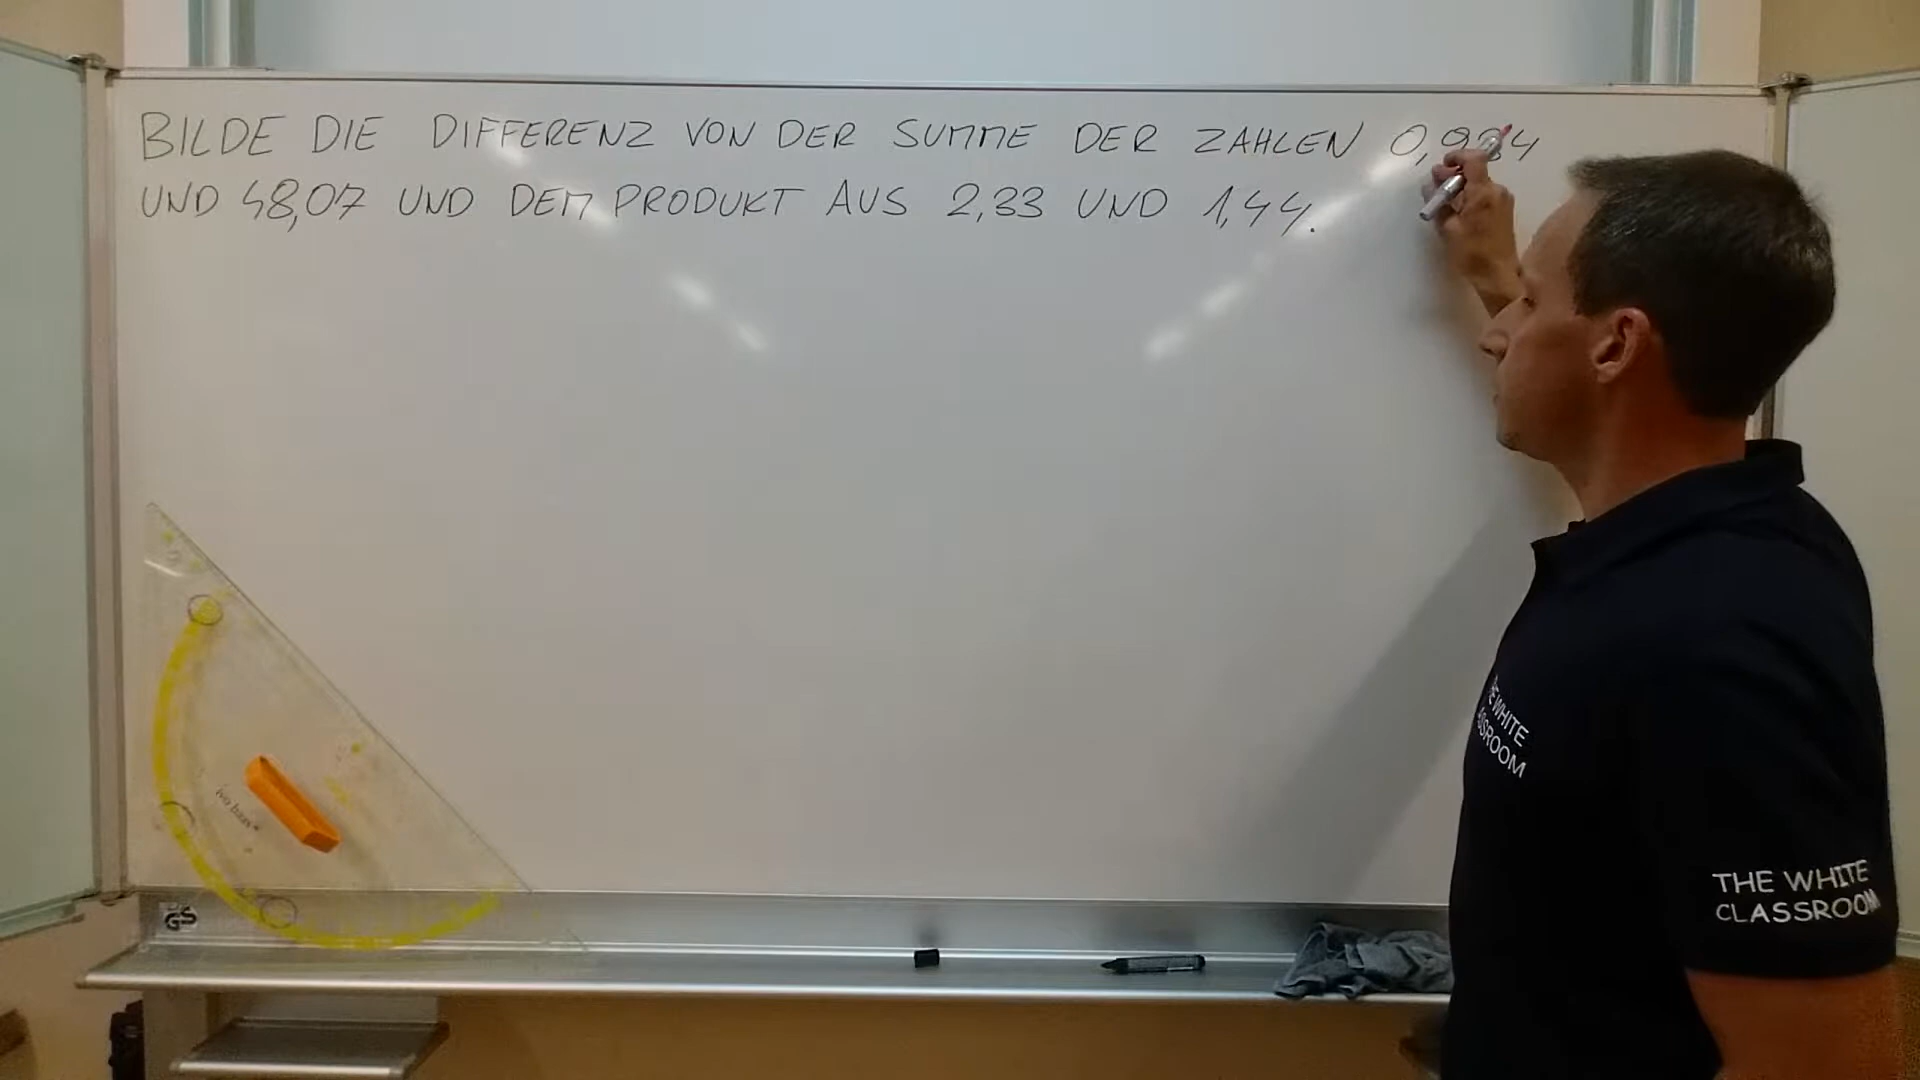 BILDE DIE DIFFERENZ VON DER SUMME DER ZAHLEN
UND 48,07 UND DEM PRODUKT AUS 2,33 UND 1,44.
THE WHITE
CLASSROOM
THE WHITE
GS